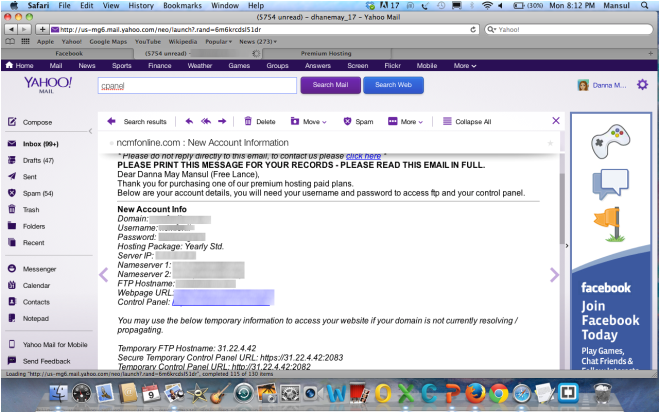 Safari File Edit View History Bookmarks Window Help 17 (30%) Mon 8:12 PM Mansul
(5754 unread) – dhanemay_17 – Yahoo Mail
http://us-mg6.mail.yahoo.com/neo/launch?.rand=6m6krcdsl51dr
Yahoo!
Apple Yahoo! Google Maps YouTube Wikipedia Popular News (273)
Facebook (5754 unread) – Premium Hosting
Home Mail News Sports Finance Weather Games Groups Answers Screen Flickr Mobile More
YAHOO! MAIL
cpanel
Search Mail
Search Web
Danna M...
Compose
Search results Delete Move Spam More Collapse All
Inbox (99+)
Drafts (47)
Sent
Spam (54)
Trash
Folders
Recent
Messenger
Calendar
Contacts
Notepad
Yahoo Mail for Mobile
Send Feedback
ncmfonline.com : New Account Information
* Please do not reply directly to this email, to contact us please click here *
PLEASE PRINT THIS MESSAGE FOR YOUR RECORDS - PLEASE READ THIS EMAIL IN FULL.
Dear Danna May Mansul (Free Lance),
Thank you for purchasing one of our premium hosting paid plans.
Below are your account details, you will need your username and password to access ftp and your control panel.
New Account Info
Domain:
Username:
Password:
Hosting Package: Yearly Std.
Server IP:
Nameserver 1:
Nameserver 2:
FTP Hostname:
Webpage URL:
Control Panel:
You may use the below temporary information to access your website if your domain is not currently resolving /
propagating.
Temporary FTP Hostname: 31.22.4.42
Secure Temporary Control Panel URL: https://31.22.4.42:2083
Temporary Control Panel URL: http://31.22.4.42:2082
facebook
Join
Facebook
Today
Play Games,
Chat Friends &
Loading "http://us-mg6.mail.yahoo.com/neo/launch?.rand=6m6krcdsl51dr", completed 115 of 130 items